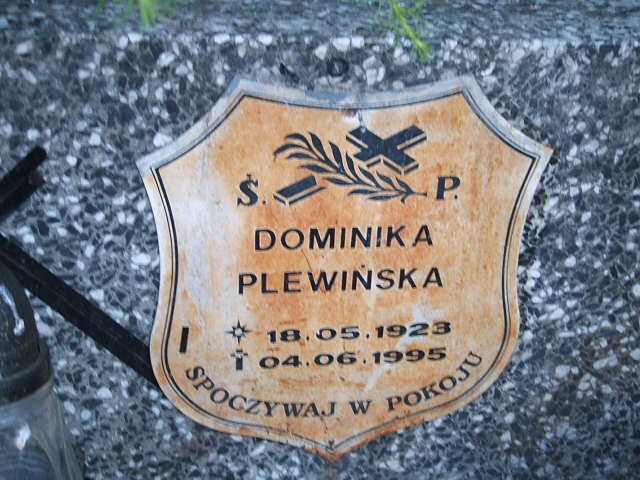 Ś. P.
DOMINIKA
PLEWIŃSKA
18.05.1923
04.06.1995
SPOCZYWAJ W POKOJU